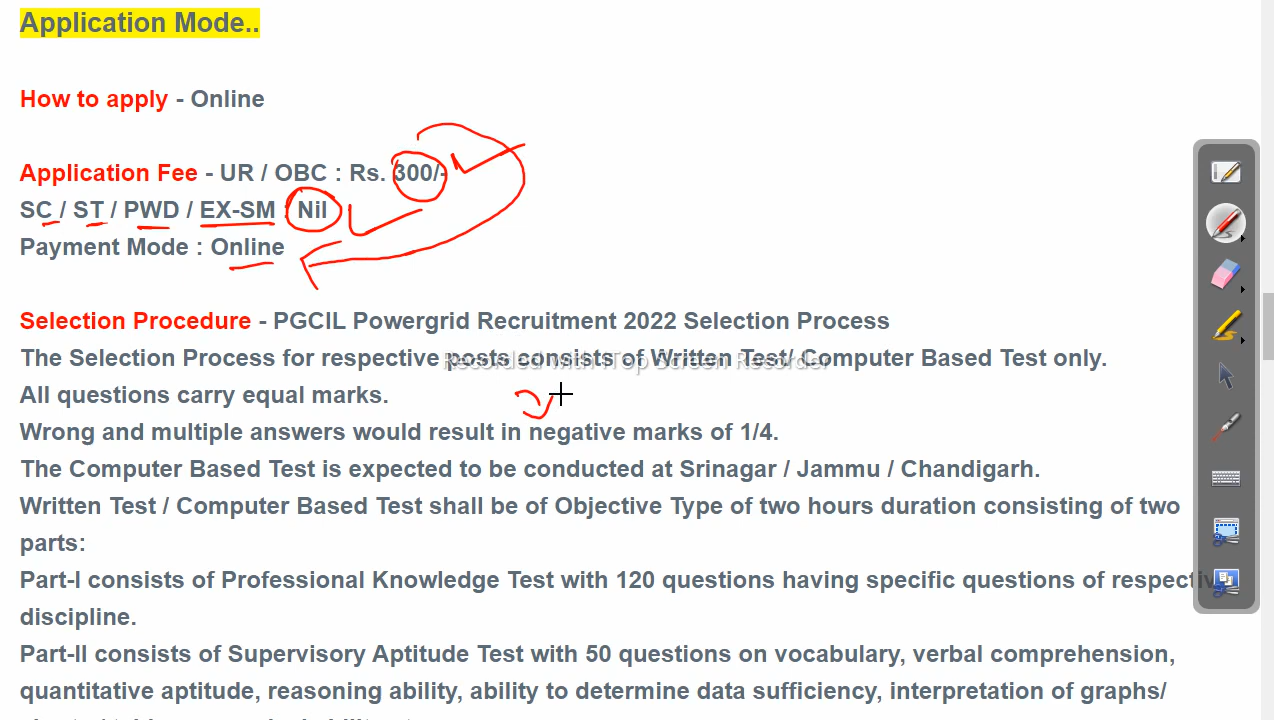 Application Mode..
How to apply - Online
Application Fee - UR / OBC : Rs. 300/-
SC / ST / PWD / EX-SM Nil
Payment Mode : Online
Selection Procedure - PGCIL Powergrid Recruitment 2022 Selection Process
The Selection Process for respective posts consists of Written Test/ Computer Based Test only.
Recorded with iTop Screen Recorder
All questions carry equal marks.
Wrong and multiple answers would result in negative marks of 1/4.
The Computer Based Test is expected to be conducted at Srinagar / Jammu / Chandigarh.
Written Test / Computer Based Test shall be of Objective Type of two hours duration consisting of two
parts:
Part-I consists of Professional Knowledge Test with 120 questions having specific questions of
discipline.
Part-II consists of Supervisory Aptitude Test with 50 questions on vocabulary, verbal comprehension,
quantitative aptitude, reasoning ability, ability to determine data sufficiency, interpretation of graphs/